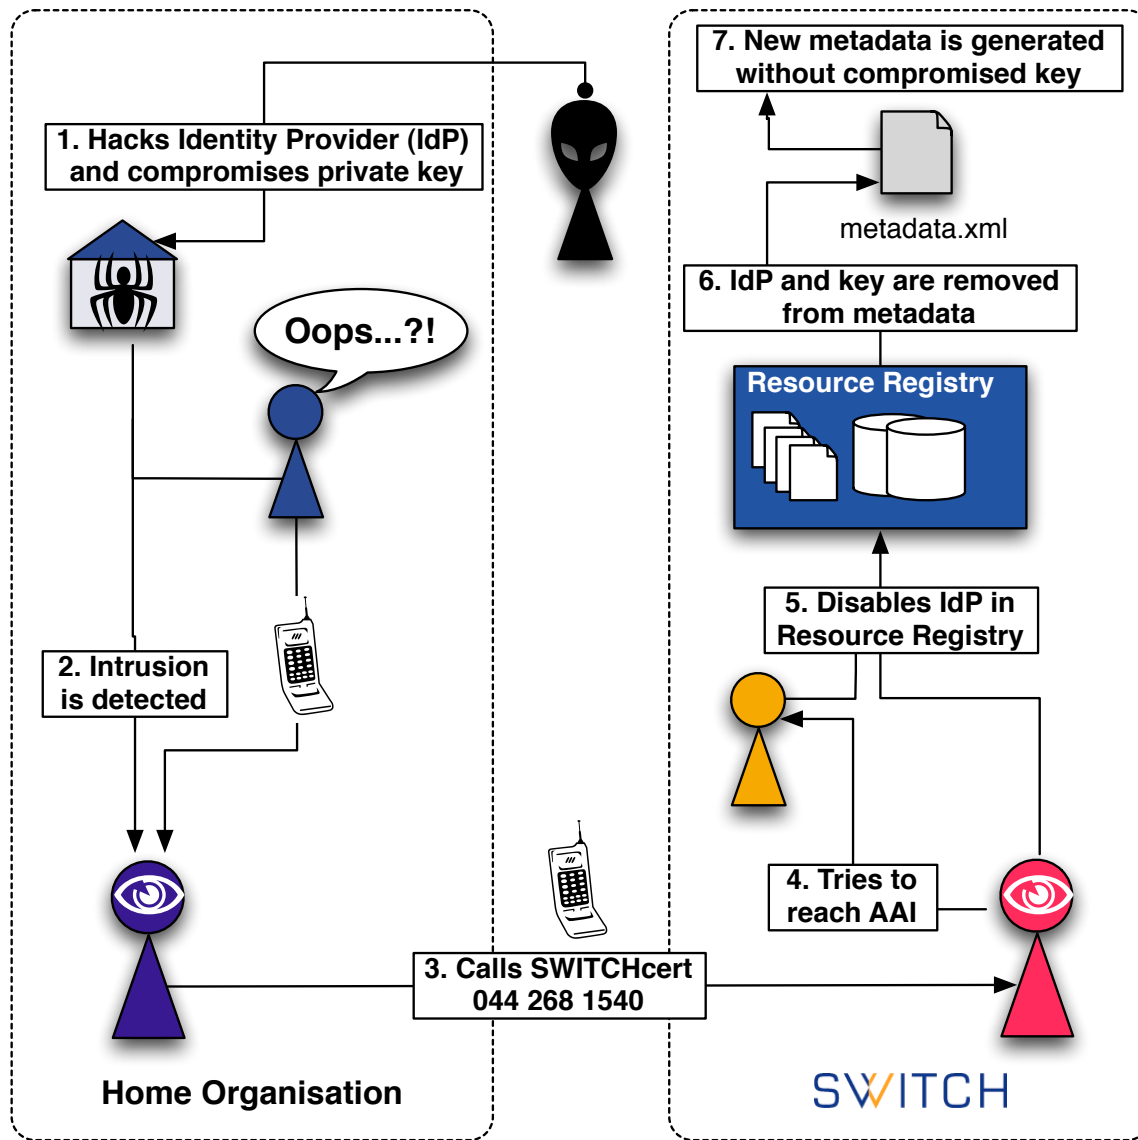 1. Hacks Identity Provider (IdP)
and compromises private key
Oops...?!
2. Intrusion
is detected
3. Calls SWITCHcert
044 268 1540
Home Organisation
7. New metadata is generated
without compromised key
metadata.xml
6. IdP and key are removed
from metadata
Resource Registry
5. Disables IdP in
Resource Registry
4. Tries to
reach AAI
SWITCH